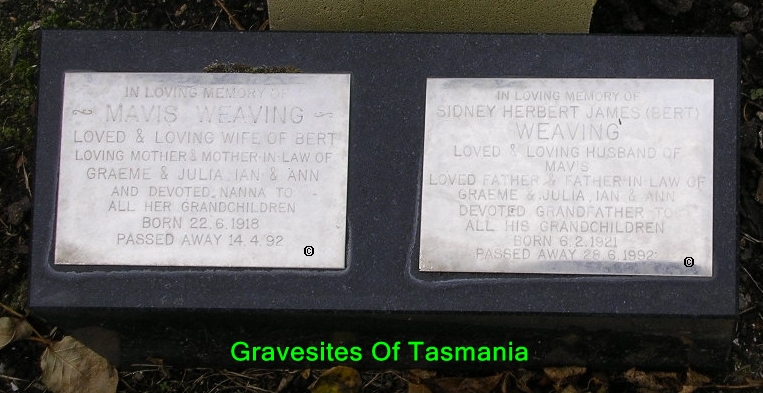 IN LOVING MEMORY OF
MAVIS WEAVING
LOVED & LOVING WIFE OF BERT
LOVING MOTHER & MOTHER-IN-LAW OF
GRAEME & JULIA, IAN & ANN
AND DEVOTED NANNA TO
ALL HER GRANDCHILDREN
BORN 22.6.1918
PASSED AWAY 14.4.92
©
IN LOVING MEMORY OF
SIDNEY HERBERT JAMES (BERT)
WEAVING
LOVED & LOVING HUSBAND OF
MAVIS
LOVED FATHER & FATHER-IN-LAW OF
GRAEME & JULIA, IAN & ANN
DEVOTED GRANDFATHER TO
ALL HIS GRANDCHILDREN
BORN 6.2.1921
PASSED AWAY 28.6.1992
©
Gravesites Of Tasmania